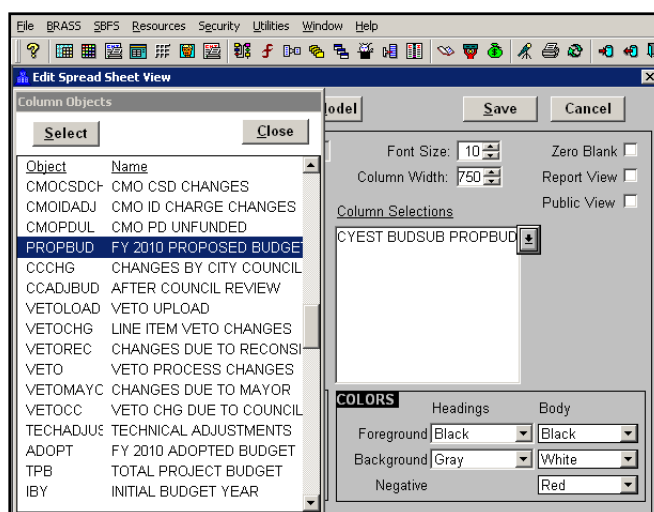 File BRASS SBFS Resources Security Utilities Window Help
Edit Spread Sheet View
Column Objects
Select Close
Object Name
CMOCSDCH CMO CSD CHANGES
CMOIDADJ CMO ID CHARGE CHANGES
CMOPDUL CMO PD UNFUNDED
PROPBUD FY 2010 PROPOSED BUDGET
CCCHG CHANGES BY CITY COUNCIL
CCADJBUD AFTER COUNCIL REVIEW
VETOLOAD VETO UPLOAD
VETOCHG LINE ITEM VETO CHANGES
VETOREC CHANGES DUE TO RECONSI
VETO VETO PROCESS CHANGES
VETOMAYC CHANGES DUE TO MAYOR
VETOCC VETO CHG DUE TO COUNCIL
TECHADJUS TECHNICAL ADJUSTMENTS
ADOPT FY 2010 ADOPTED BUDGET
TPB TOTAL PROJECT BUDGET
IBY INITIAL BUDGET YEAR
odel Save Cancel
Font Size: 10 Zero Blank
Column Width: 750 Report View
Public View
Column Selections
CYEST BUDSUB PROPBUD
COLORS
Headings Body
Foreground Black Black
Background Gray White
Negative Red